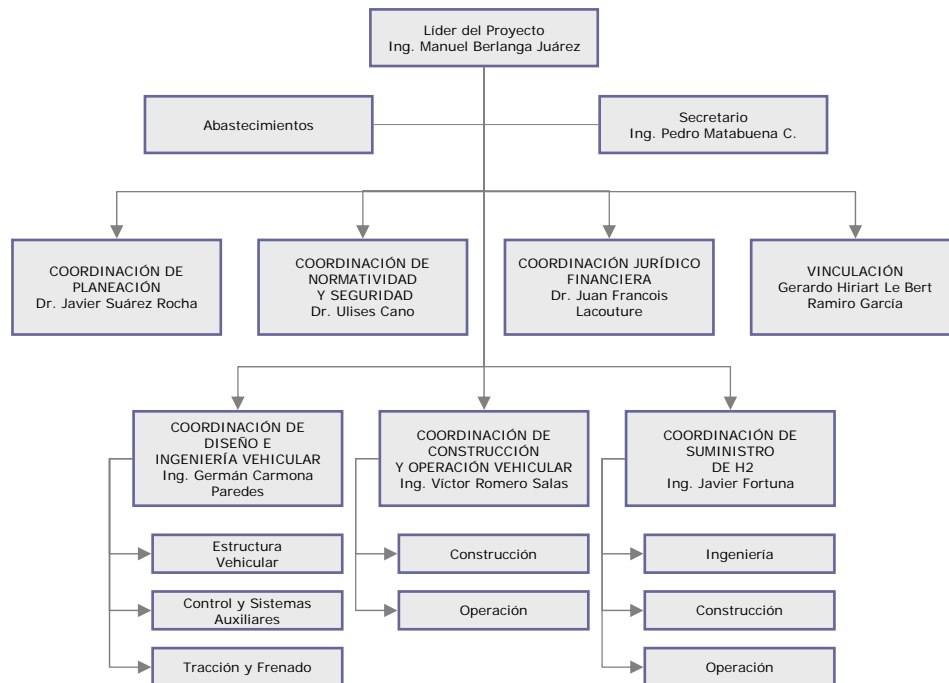 Líder del Proyecto
Ing. Manuel Berlanga Juárez
Abastecimientos
Secretario
Ing. Pedro Matabuena C.
COORDINACIÓN DE
PLANEACIÓN
Dr. Javier Suárez Rocha
COORDINACIÓN DE
NORMATIVIDAD
Y SEGURIDAD
Dr. Ulises Cano
COORDINACIÓN JURÍDICO
FINANCIERA
Dr. Juan Francois
Lacouture
VINCULACIÓN
Gerardo Hiriart Le Bert
Ramiro García
COORDINACIÓN DE
DISEÑO E
INGENIERÍA VEHICULAR
Ing. Germán Carmona
Paredes
COORDINACIÓN DE
CONSTRUCCIÓN
Y OPERACIÓN VEHICULAR
Ing. Víctor Romero Salas
COORDINACIÓN DE
SUMINISTRO
DE H2
Ing. Javier Fortuna
Estructura
Vehicular
Control y Sistemas
Auxiliares
Tracción y Frenado
Construcción
Operación
Ingeniería
Construcción
Operación